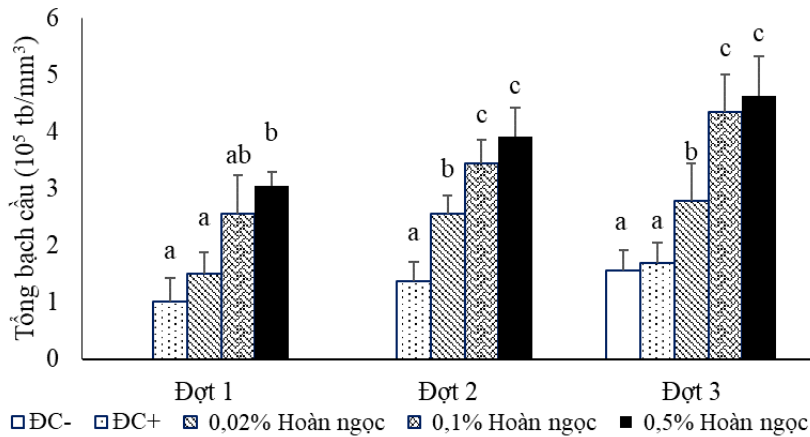 Tổng bạch cầu (10⁵ tb/mm³)
6
5
4
3
2
1
0
a a ab b
a b c c
a a b c c
Đợt 1 Đợt 2 Đợt 3
ĐC- ĐC+ 0,02% Hoàn ngọc 0,1% Hoàn ngọc 0,5% Hoàn ngọc